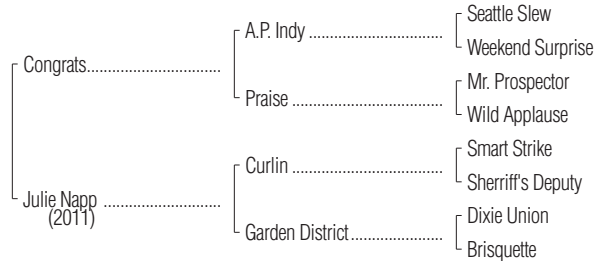 Seattle Slew
A.P. Indy
Weekend Surprise
Congrats
Mr. Prospector
Praise
Wild Applause
Smart Strike
Curlin
Sherriff's Deputy
Julie Napp
(2011)
Dixie Union
Garden District
Brisquette